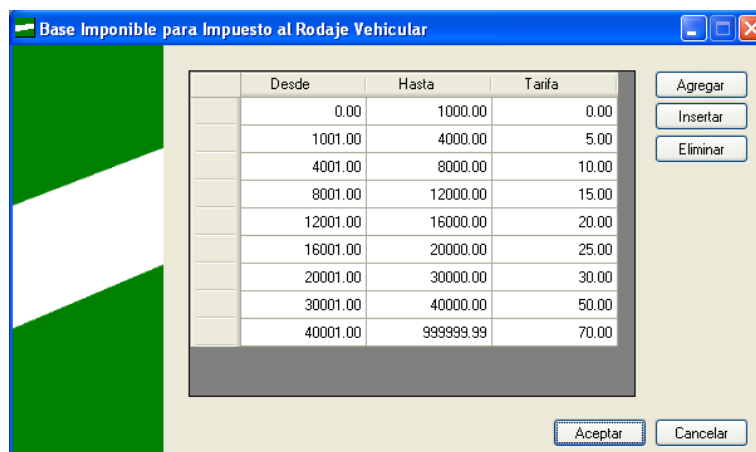 Base Imponible para Impuesto al Rodaje Vehicular
Desde Hasta Tarifa
0.00 1000.00 0.00
1001.00 4000.00 5.00
4001.00 8000.00 10.00
8001.00 12000.00 15.00
12001.00 16000.00 20.00
16001.00 20000.00 25.00
20001.00 30000.00 30.00
30001.00 40000.00 50.00
40001.00 999999.99 70.00
Agregar
Insertar
Eliminar
Aceptar Cancelar